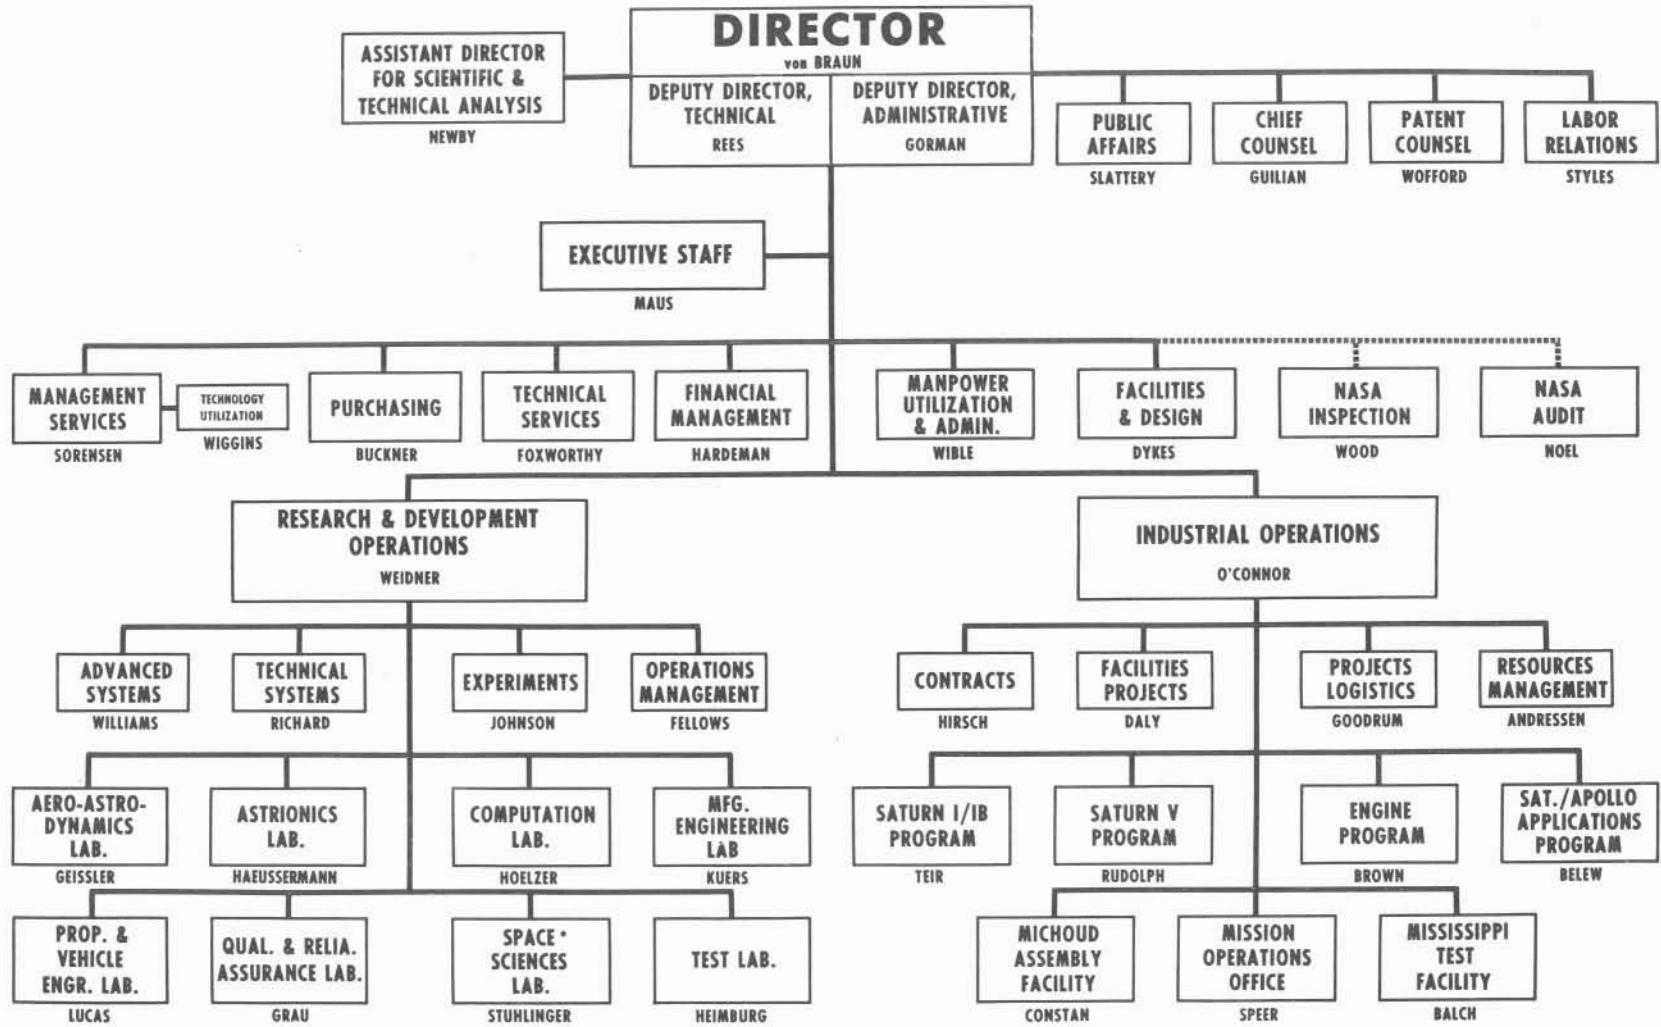 DIRECTOR
von BRAUN
ASSISTANT DIRECTOR
FOR SCIENTIFIC &
TECHNICAL ANALYSIS
NEWBY
DEPUTY DIRECTOR,
TECHNICAL
REES
DEPUTY DIRECTOR,
ADMINISTRATIVE
GORMAN
PUBLIC
AFFAIRS
SLATTERY
CHIEF
COUNSEL
GUILIAN
PATENT
COUNSEL
WOFFORD
LABOR
RELATIONS
STYLES
EXECUTIVE STAFF
MAUS
MANAGEMENT
SERVICES
SORENSEN
TECHNOLOGY
UTILIZATION
WIGGINS
PURCHASING
BUCKNER
TECHNICAL
SERVICES
FOXWORTHY
FINANCIAL
MANAGEMENT
HARDEMAN
MANPOWER
UTILIZATION
& ADMIN.
WIBLE
FACILITIES
& DESIGN
DYKES
NASA
INSPECTION
WOOD
NASA
AUDIT
NOEL
RESEARCH & DEVELOPMENT
OPERATIONS
WEIDNER
INDUSTRIAL OPERATIONS
O'CONNOR
ADVANCED
SYSTEMS
WILLIAMS
TECHNICAL
SYSTEMS
RICHARD
EXPERIMENTS
JOHNSON
OPERATIONS
MANAGEMENT
FELLOWS
CONTRACTS
HIRSCH
FACILITIES
PROJECTS
DALY
PROJECTS
LOGISTICS
GOODRUM
RESOURCES
MANAGEMENT
ANDRESSEN
AERO-ASTRO-
DYNAMICS
LAB.
GEISSLER
ASTRIONICS
LAB.
HAEUSSERMANN
COMPUTATION
LAB.
HOELZER
MFG.
ENGINEERING
LAB
KUERS
SATURN I/IB
PROGRAM
TEIR
SATURN V
PROGRAM
RUDOLPH
ENGINE
PROGRAM
BROWN
SAT./APOLLO
APPLICATIONS
PROGRAM
BELEW
PROP. &
VEHICLE
ENGR. LAB.
LUCAS
QUAL. & RELIA.
ASSURANCE LAB.
GRAU
SPACE *
SCIENCES
LAB.
STUHLINGER
TEST LAB.
HEIMBURG
MICHOUD
ASSEMBLY
FACILITY
CONSTAN
MISSION
OPERATIONS
OFFICE
SPEER
MISSISSIPPI
TEST
FACILITY
BALCH